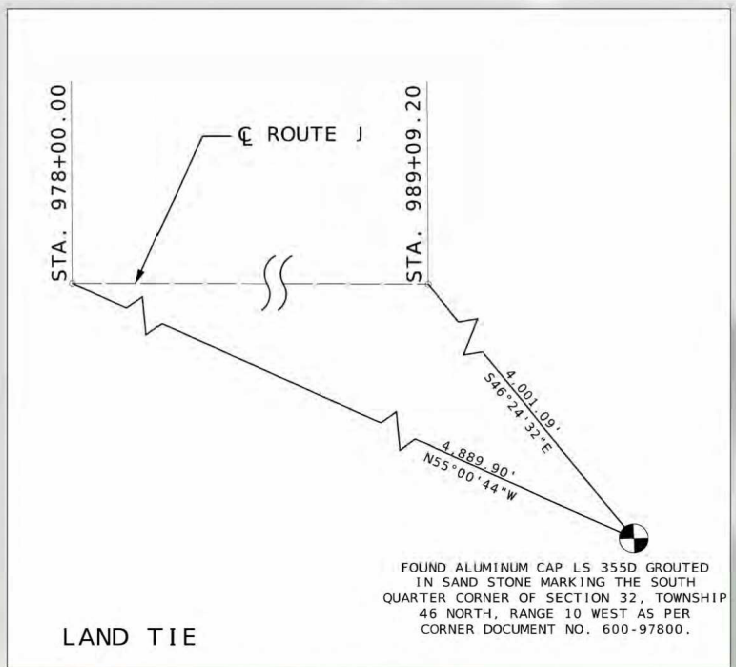 STA. 978+00.00
STA. 989+09.20
℄ ROUTE J
4,001.09'
S46°24'32"E
4,889.90'
N55°00'44"W
FOUND ALUMINUM CAP LS 355D GROUTED
IN SAND STONE MARKING THE SOUTH
QUARTER CORNER OF SECTION 32, TOWNSHIP
46 NORTH, RANGE 10 WEST AS PER
CORNER DOCUMENT NO. 600-97800.
LAND TIE